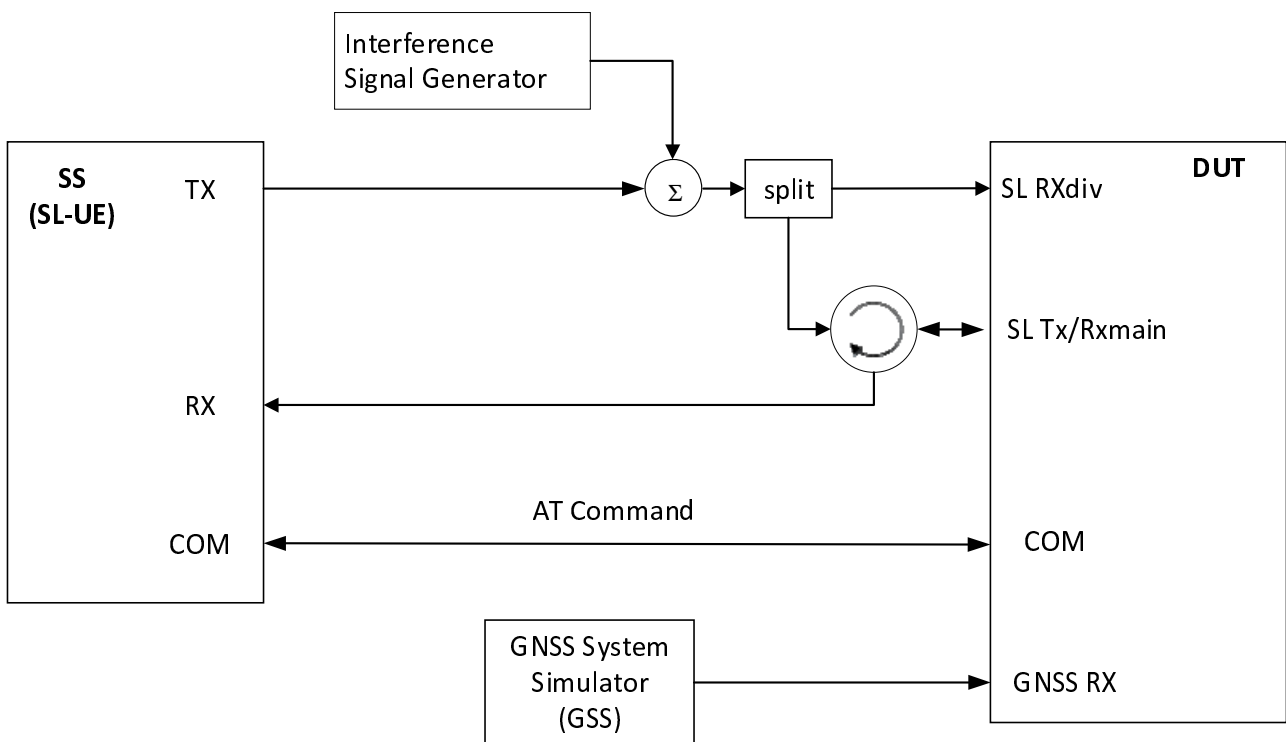 Interference
Signal Generator
SS
(SL-UE)
TX
Σ
split
SL RXdiv
DUT
SL Tx/Rxmain
RX
AT Command
COM
COM
GNSS System
Simulator
(GSS)
GNSS RX